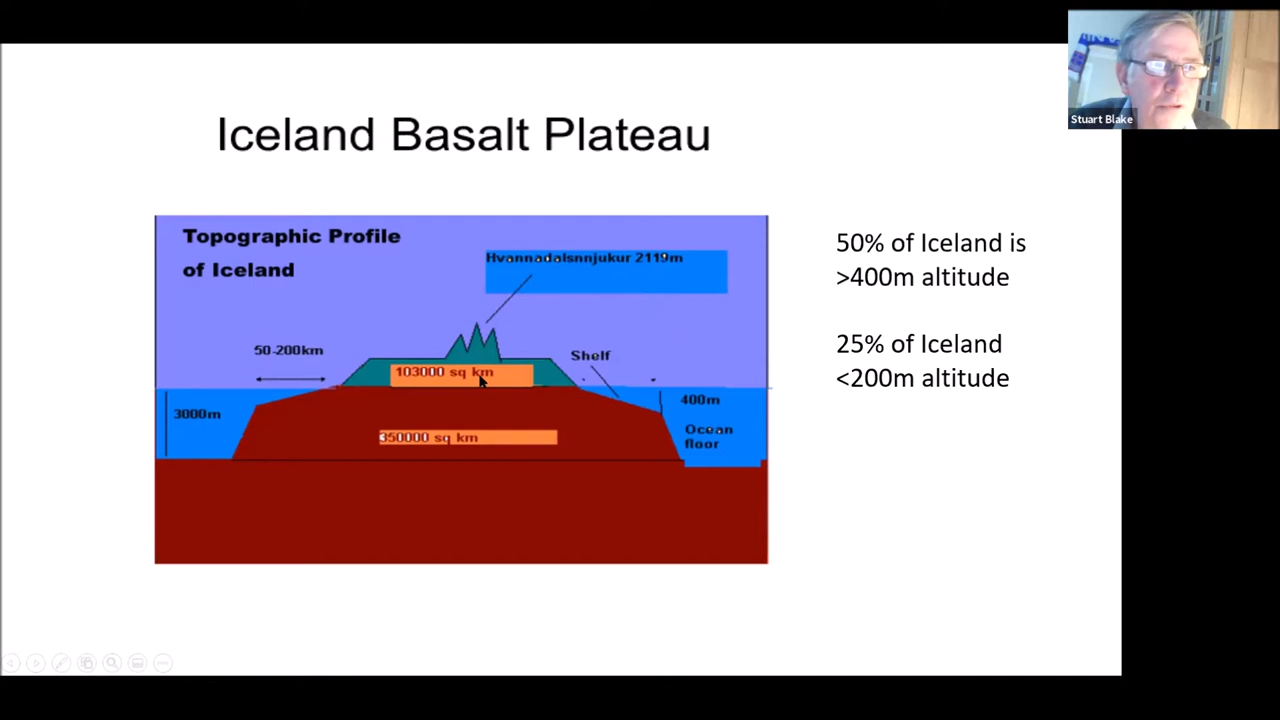 Stuart Blake
Iceland Basalt Plateau
Topographic Profile
of Iceland
Hvannadalsnnjukur 2119m
50-200km
Shelf
103000 sq km
3000m
400m
350000 sq km
Ocean
floor
50% of Iceland is
>400m altitude
25% of Iceland
<200m altitude